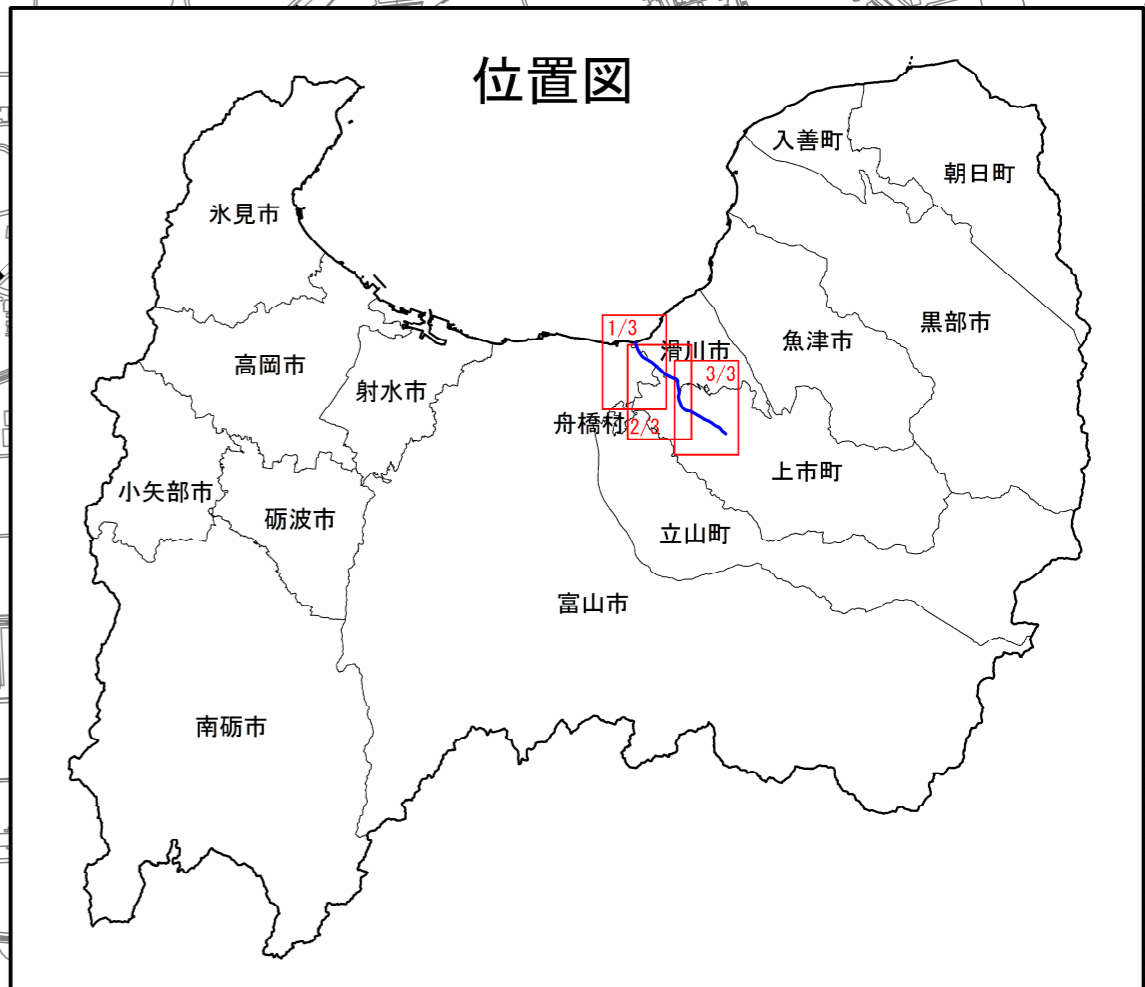 位置図
入善町
朝日町
氷見市
黒部市
1/3
魚津市
滑川市
高岡市
3/3
射水市
舟橋村
2/3
上市町
小矢部市
砺波市
立山町
富山市
南砺市